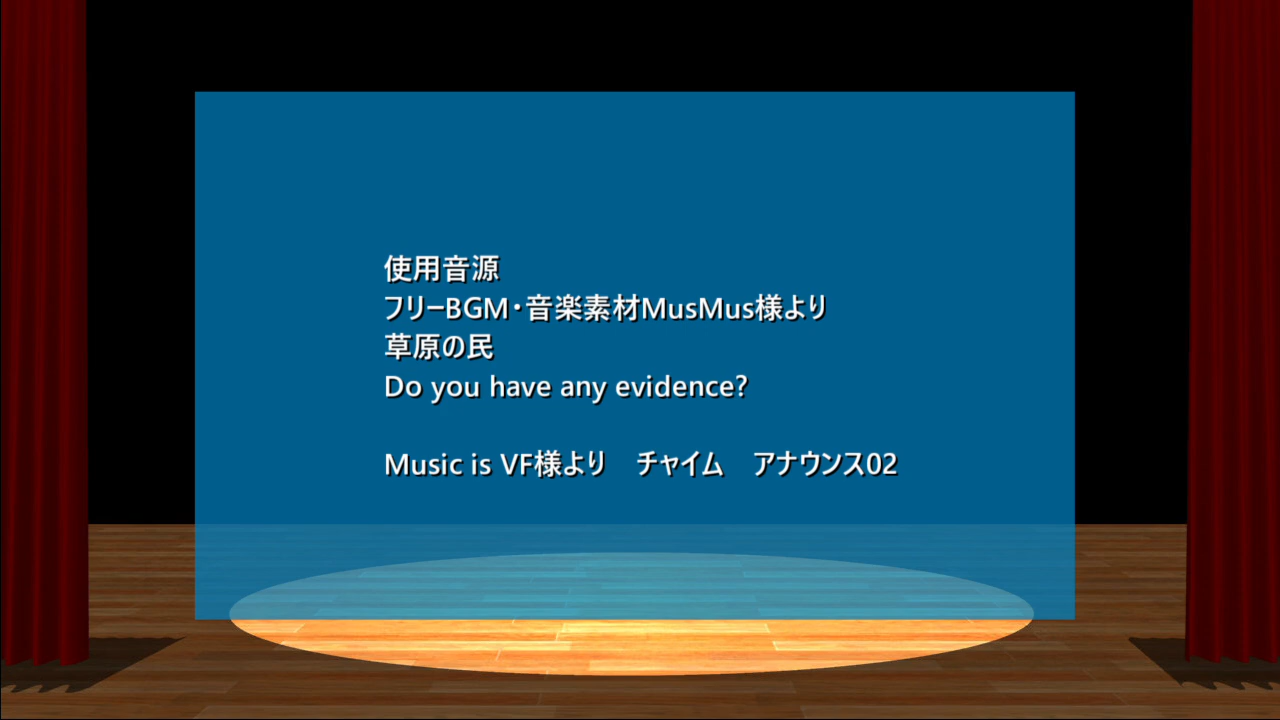 使用音源
フリーBGM・音楽素材MusMus様より
草原の民
Do you have any evidence?
Music is VF様より　チャイム　アナウンス02